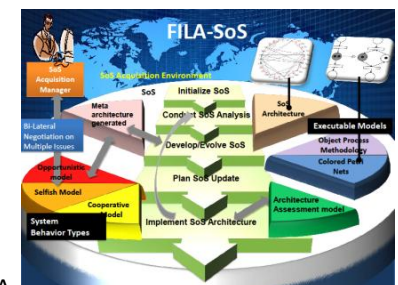 FILA-SoS
SoS
Acquisition
Manager
SoS Acquisition Environment
SoS
Initialize SoS
Meta
architecture
generated
Conduct SoS Analysis
SoS
Architecture
Executable Models
Bi-Lateral
Negotiation on
Multiple Issues
Develop/Evolve SoS
Object Process
Methodology
Colored Petri
Nets
Opportunistic
model
Plan SoS Update
Selfish Model
Cooperative
Model
Architecture
Assessment model
System
Behavior Types
Implement SoS Architecture
A